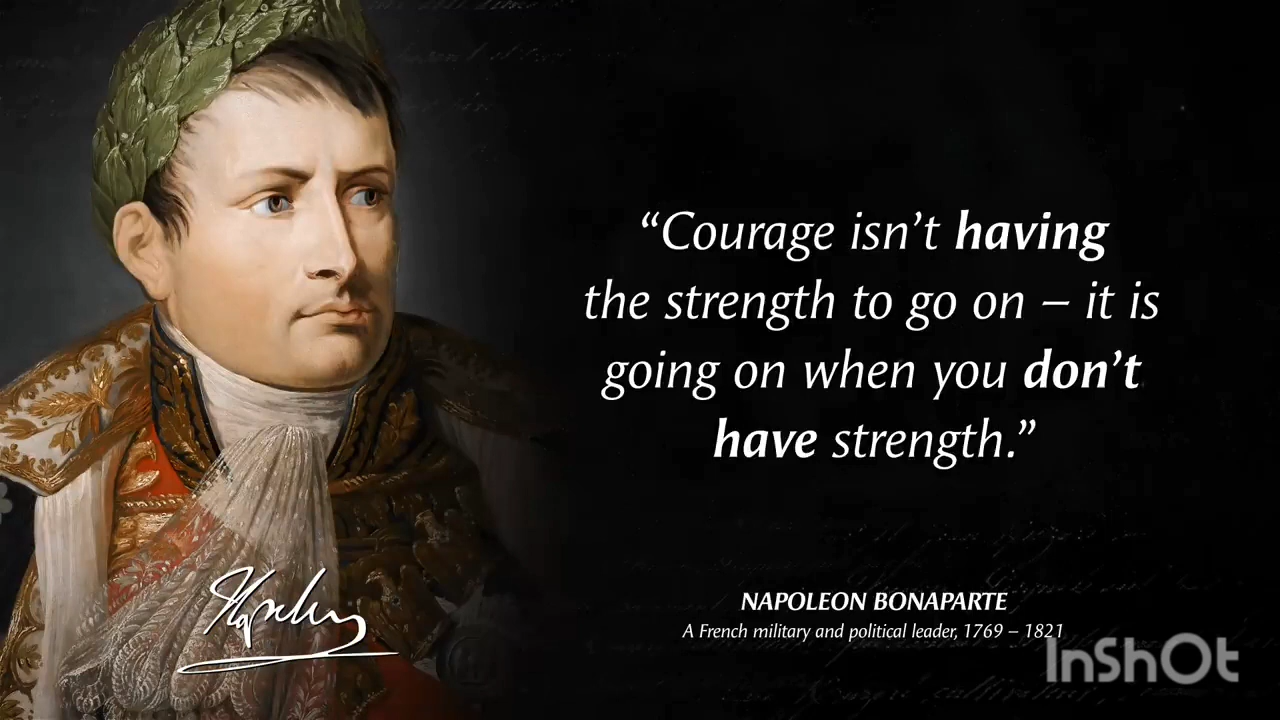 “Courage isn’t having
the strength to go on – it is
going on when you don’t
have strength.”
NAPOLEON BONAPARTE
A French military and political leader, 1769 – 1821
InShOt